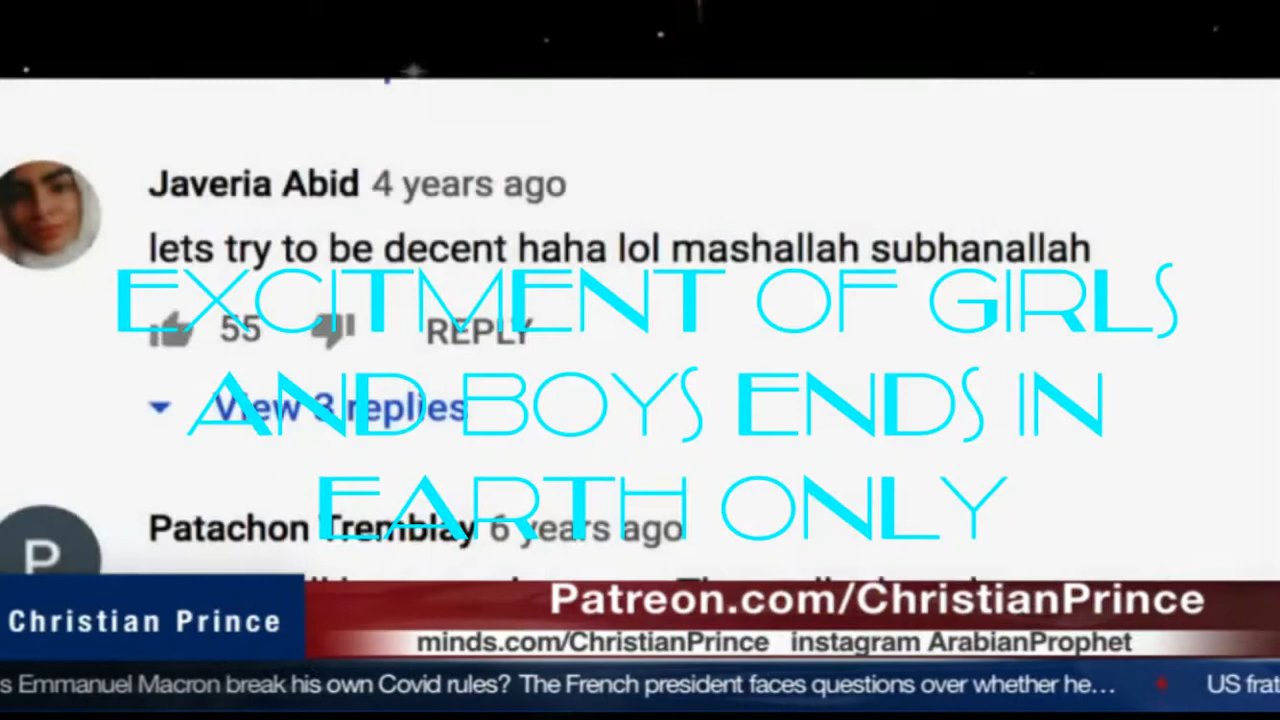 Javeria Abid 4 years ago
lets try to be decent haha lol mashallah subhanallah
EXCITMENT OF GIRLS
55 REPLY
AND BOYS ENDS IN
View 3 replies
EARTH ONLY
Patachon Tremblay 6 years ago
P
Christian Prince
Patreon.com/ChristianPrince
minds.com/ChristianPrince instagram ArabianProphet
s Emmanuel Macron break his own Covid rules? The French president faces questions over whether he... US frat